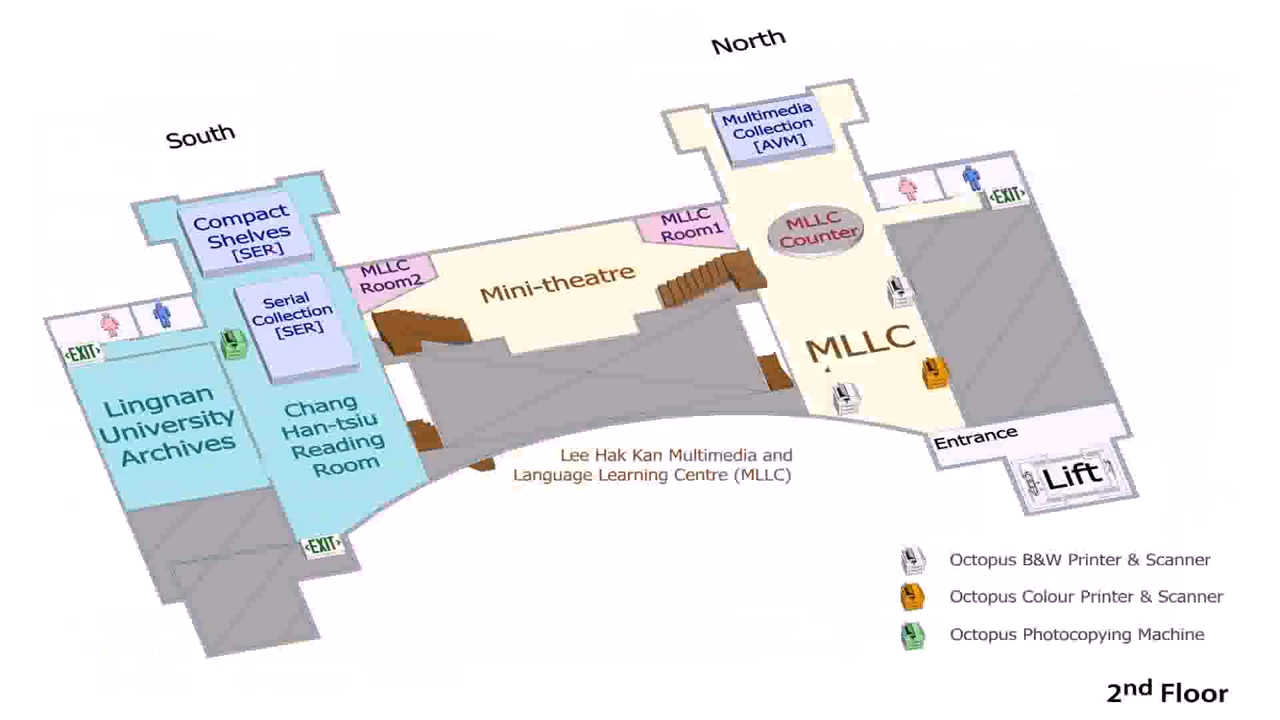 North
South
Multimedia
Collection
[AVM]
Compact
Shelves
[SER]
MLLC
Room1
MLLC
Counter
‹EXIT›
MLLC
Room2
Mini-theatre
Serial
Collection
[SER]
‹EXIT›
MLLC
Lingnan
University
Archives
Chang
Han-tsiu
Reading
Room
Entrance
Lift
Lee Hak Kan Multimedia and
Language Learning Centre (MLLC)
‹EXIT›
Octopus B&W Printer & Scanner
Octopus Colour Printer & Scanner
Octopus Photocopying Machine
2nd Floor